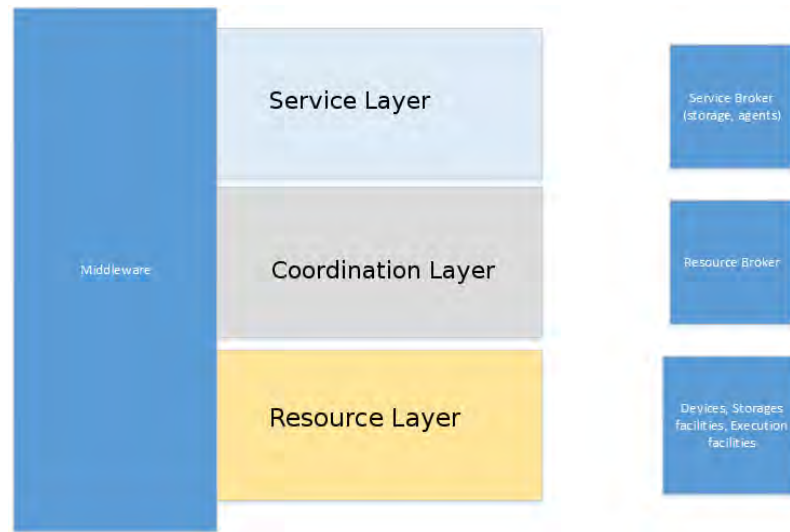 Service Layer
Service Broker
(storage, agents)
Middleware
Coordination Layer
Resource Broker
Resource Layer
Devices, Storages
facilities, Execution
facilities